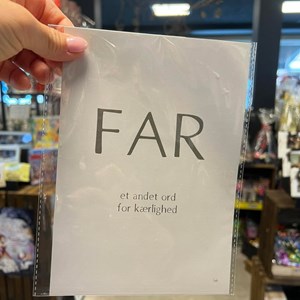 FAR
et andet ord
for kærlighed